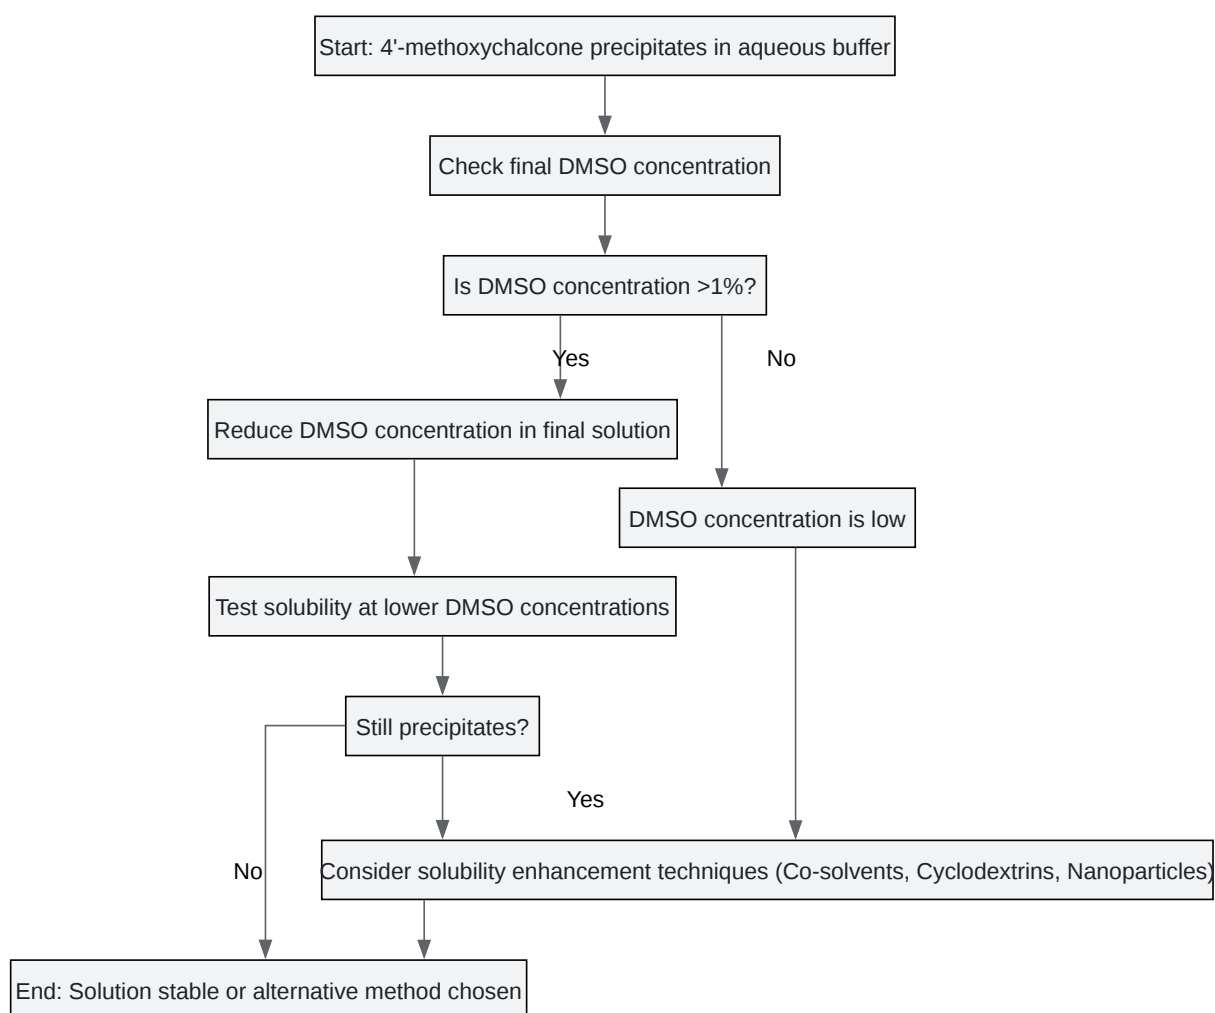 Start: 4'-methoxychalcone precipitates in aqueous buffer
Check final DMSO concentration
Is DMSO concentration >1%?
Yes
No
Reduce DMSO concentration in final solution
DMSO concentration is low
Test solubility at lower DMSO concentrations
Still precipitates?
Yes
No
Consider solubility enhancement techniques (Co-solvents, Cyclodextrins, Nanoparticles)
End: Solution stable or alternative method chosen